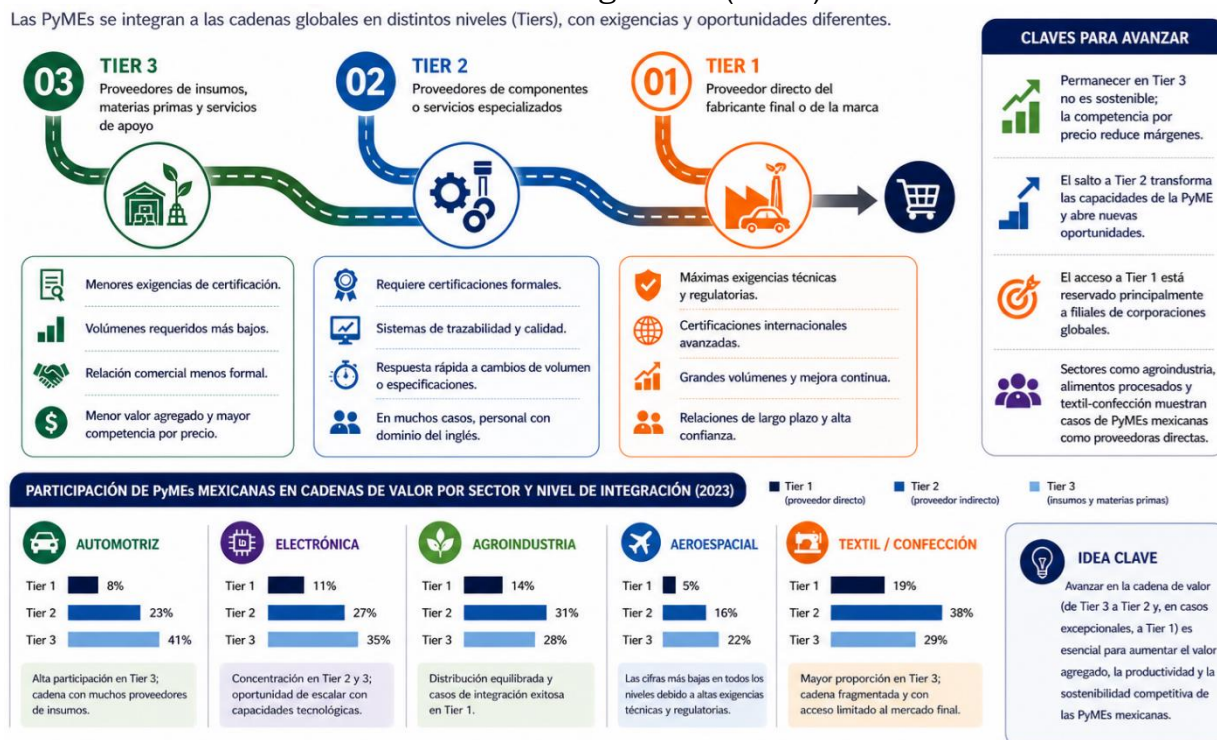 Las PyMEs se integran a las cadenas globales en distintos niveles (Tiers), con exigencias y oportunidades diferentes.
03
TIER 3
Proveedores de insumos,
materias primas y servicios
de apoyo
02
TIER 2
Proveedores de componentes
o servicios especializados
01
TIER 1
Proveedor directo del
fabricante final o de la marca
Menores exigencias de certificación.
Volúmenes requeridos más bajos.
Relación comercial menos formal.
$
Menor valor agregado y mayor
competencia por precio.
Requiere certificaciones formales.
Sistemas de trazabilidad y calidad.
Respuesta rápida a cambios de volumen
o especificaciones.
En muchos casos, personal con
dominio del inglés.
Máximas exigencias técnicas
y regulatorias.
Certificaciones internacionales
avanzadas.
Grandes volúmenes y mejora continua.
Relaciones de largo plazo y alta
confianza.
CLAVES PARA AVANZAR
Permanecer en Tier 3
no es sostenible;
la competencia por
precio reduce márgenes.
El salto a Tier 2 transforma
las capacidades de la PyME
y abre nuevas
oportunidades.
El acceso a Tier 1 está
reservado principalmente
a filiales de corporaciones
globales.
Sectores como agroindustria,
alimentos procesados y
textil-confección muestran
casos de PyMEs mexicanas
como proveedoras directas.
PARTICIPACIÓN DE PyMEs MEXICANAS EN CADENAS DE VALOR POR SECTOR Y NIVEL DE INTEGRACIÓN (2023)
Tier 1
(proveedor directo)
Tier 2
(proveedor indirecto)
Tier 3
(insumos y materias primas)
AUTOMOTRIZ
Tier 1 8%
Tier 2 23%
Tier 3 41%
Alta participación en Tier 3;
cadena con muchos proveedores
de insumos.
ELECTRÓNICA
Tier 1 11%
Tier 2 27%
Tier 3 35%
Concentración en Tier 2 y 3;
oportunidad de escalar con
capacidades tecnológicas.
AGROINDUSTRIA
Tier 1 14%
Tier 2 31%
Tier 3 28%
Distribución equilibrada y
casos de integración exitosa
en Tier 1.
AEROESPACIAL
Tier 1 5%
Tier 2 16%
Tier 3 22%
Las cifras más bajas en todos los
niveles debido a altas exigencias
técnicas y regulatorias.
TEXTIL / CONFECCIÓN
Tier 1 19%
Tier 2 38%
Tier 3 29%
Mayor proporción en Tier 3;
cadena fragmentada y con
acceso limitado al mercado final.
IDEA CLAVE
Avanzar en la cadena de valor
(de Tier 3 a Tier 2 y, en casos
excepcionales, a Tier 1) es
esencial para aumentar el valor
agregado, la productividad y la
sostenibilidad competitiva de
las PyMEs mexicanas.